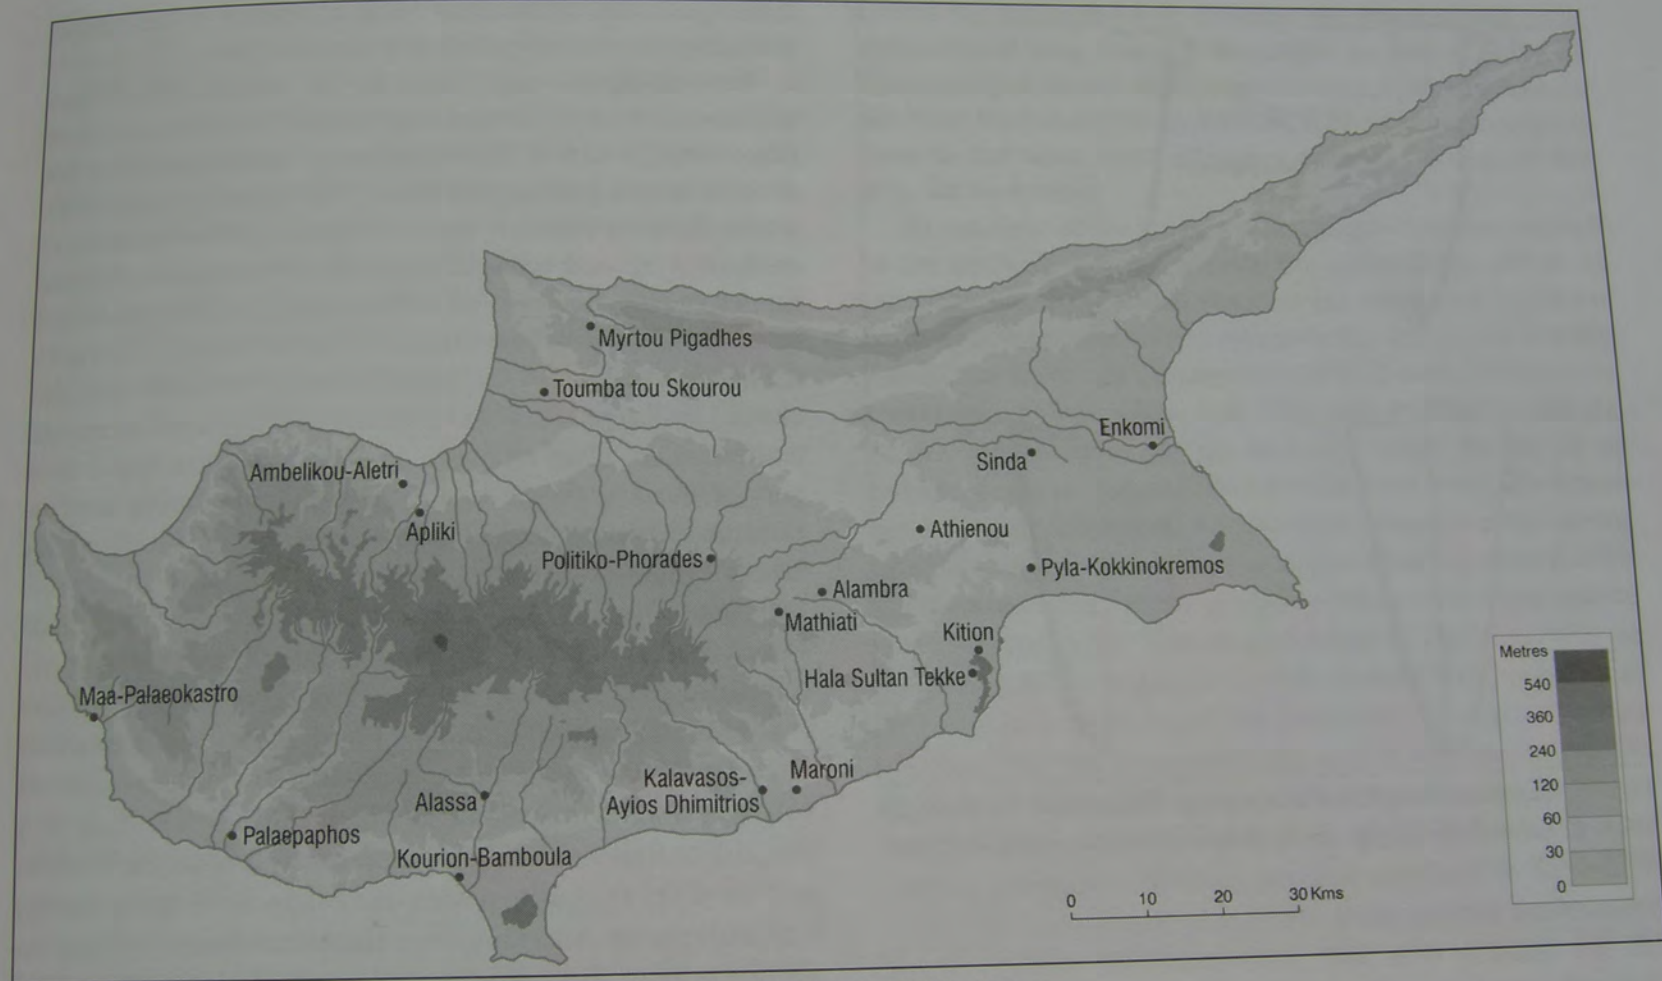 Myrtou Pigadhes
Toumba tou Skourou
Enkomi
Sinda
Ambelikou-Aletri
Apliki
Athienou
Politiko-Phorades
Pyla-Kokkinokremos
Alambra
Mathiati
Kition
Hala Sultan Tekke
Maa-Palaeokastro
Maroni
Kalavasos-
Ayios Dhimitrios
Alassa
Palaepaphos
Kourion-Bamboula
Metres
540
360
240
120
60
30
0
0 10 20 30 Kms